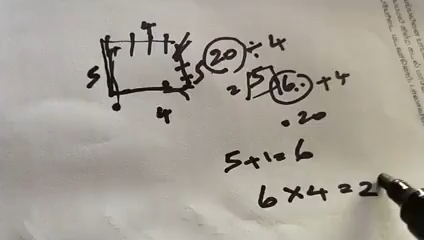 4
5
5
4
20 ÷ 4
= 5 16 + 4
. 20
5 + 1 = 6
6 × 4 = 2